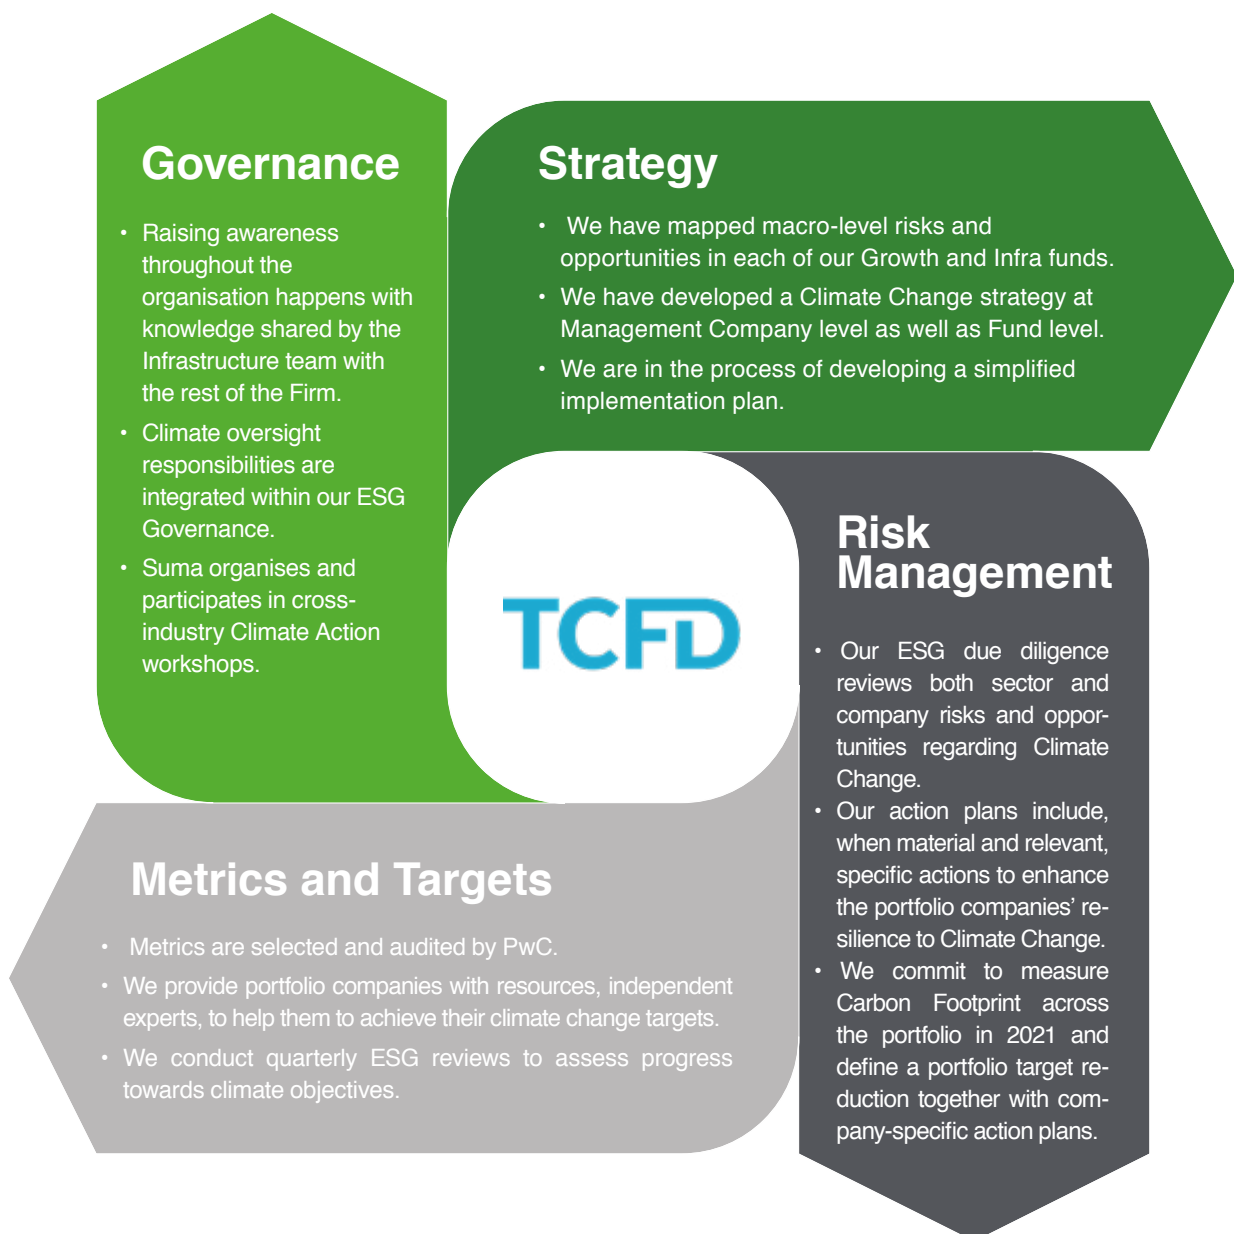 Governance
• Raising awareness
throughout the
organisation happens with
knowledge shared by the
Infrastructure team with
the rest of the Firm.
• Climate oversight
responsibilities are
integrated within our ESG
Governance.
• Suma organises and
participates in cross-
industry Climate Action
workshops.
Strategy
• We have mapped macro-level risks and
opportunities in each of our Growth and Infra funds.
• We have developed a Climate Change strategy at
Management Company level as well as Fund level.
• We are in the process of developing a simplified
implementation plan.
TCFD
Risk
Management
• Our ESG due diligence
reviews both sector and
company risks and oppor-
tunities regarding Climate
Change.
• Our action plans include,
when material and relevant,
specific actions to enhance
the portfolio companies’ re-
silience to Climate Change.
• We commit to measure
Carbon Footprint across
the portfolio in 2021 and
define a portfolio target re-
duction together with com-
pany-specific action plans.
Metrics and Targets
• Metrics are selected and audited by PwC.
• We provide portfolio companies with resources, independent
experts, to help them to achieve their climate change targets.
• We conduct quarterly ESG reviews to assess progress
towards climate objectives.